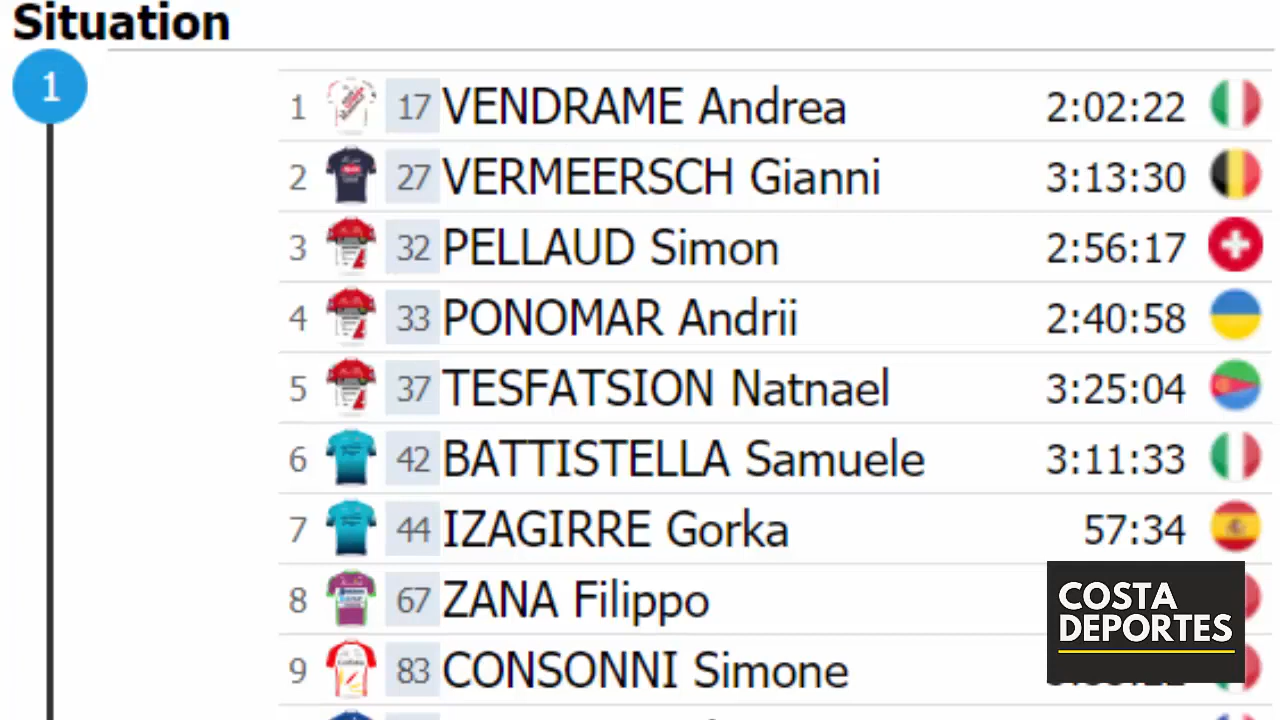 Situation
1
1 17 VENDRAME Andrea 2:02:22
2 27 VERMEERSCH Gianni 3:13:30
3 32 PELLAUD Simon 2:56:17
4 33 PONOMAR Andrii 2:40:58
5 37 TESFATSION Natnael 3:25:04
6 42 BATTISTELLA Samuele 3:11:33
7 44 IZAGIRRE Gorka 57:34
8 67 ZANA Filippo
9 83 CONSONNI Simone
COSTA
DEPORTES